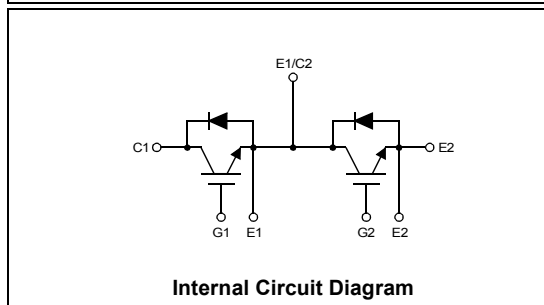 E1/C2
C1
E2
G1 E1 G2 E2
Internal Circuit Diagram